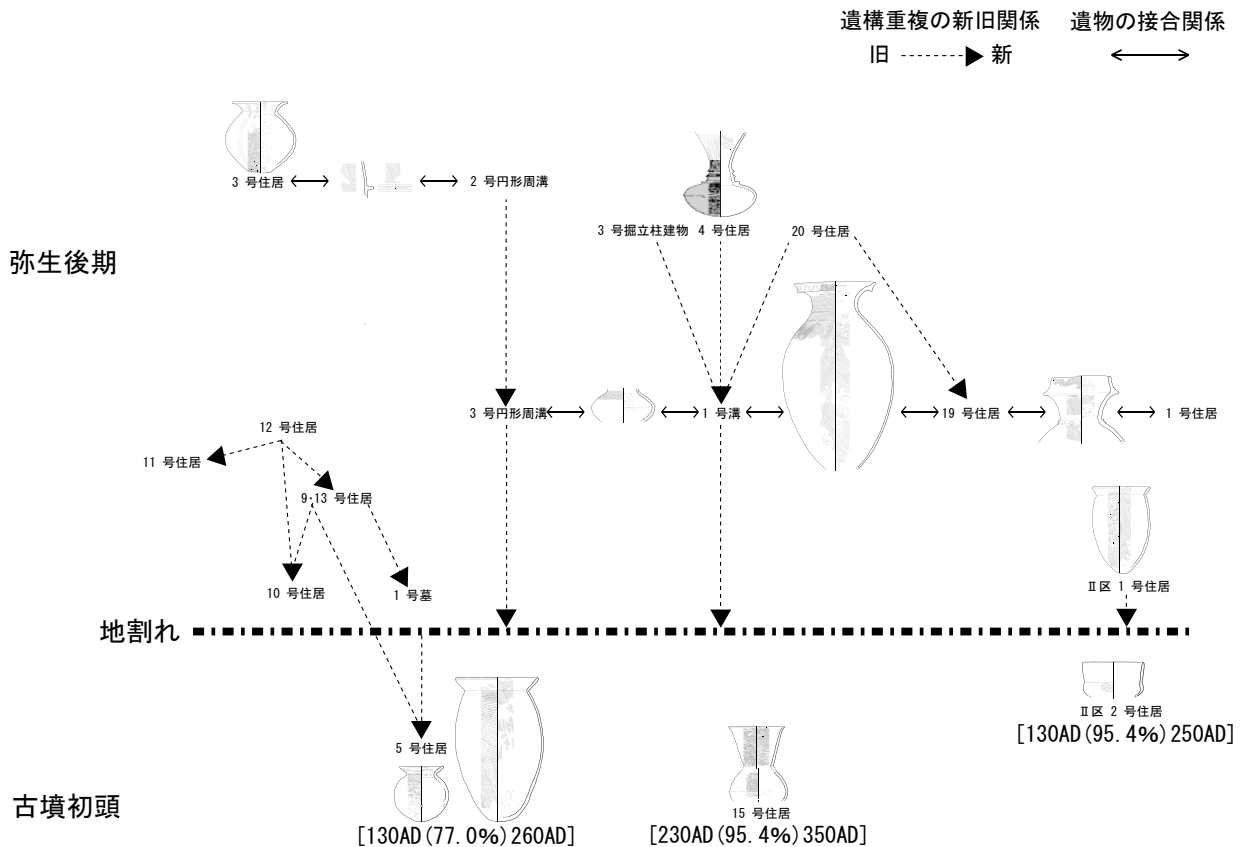 遺構重複の新旧関係 遺物の接合関係
旧 新
3 号住居 2 号円形周溝
3 号掘立柱建物 4 号住居 20 号住居
弥生後期
3 号円形周溝 1 号溝 19 号住居 1 号住居
12 号住居
11 号住居
9・13 号住居
10 号住居 1 号墓 Ⅱ区 1 号住居
地割れ
Ⅱ区 2 号住居
[130AD(95.4%)250AD]
5 号住居
古墳初頭
15 号住居
[130AD(77.0%)260AD] [230AD(95.4%)350AD]